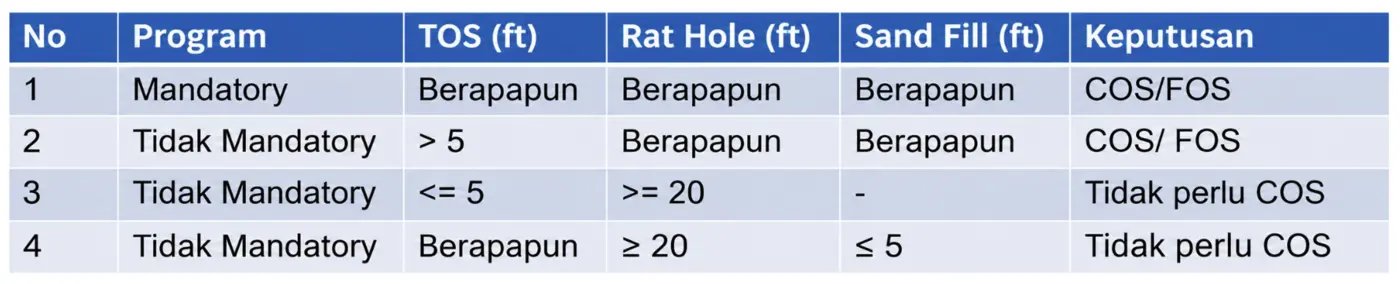 No Program TOS (ft) Rat Hole (ft) Sand Fill (ft) Keputusan
1 Mandatory Berapapun Berapapun Berapapun COS/FOS
2 Tidak Mandatory > 5 Berapapun Berapapun COS/ FOS
3 Tidak Mandatory <= 5 >= 20 - Tidak perlu COS
4 Tidak Mandatory Berapapun ≥ 20 ≤ 5 Tidak perlu COS